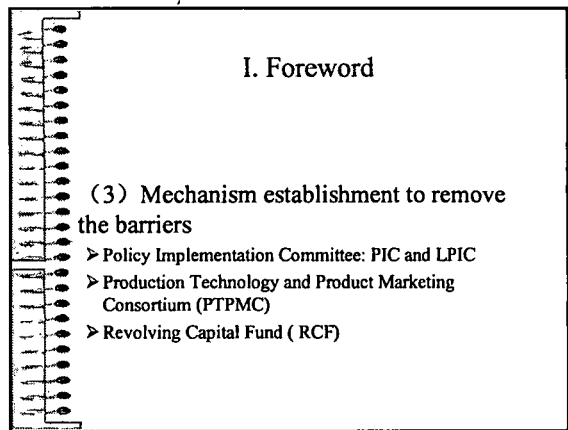 I. Foreword
（3）Mechanism establishment to remove
the barriers
➢ Policy Implementation Committee: PIC and LPIC
➢ Production Technology and Product Marketing
Consortium (PTPMC)
➢ Revolving Capital Fund ( RCF)